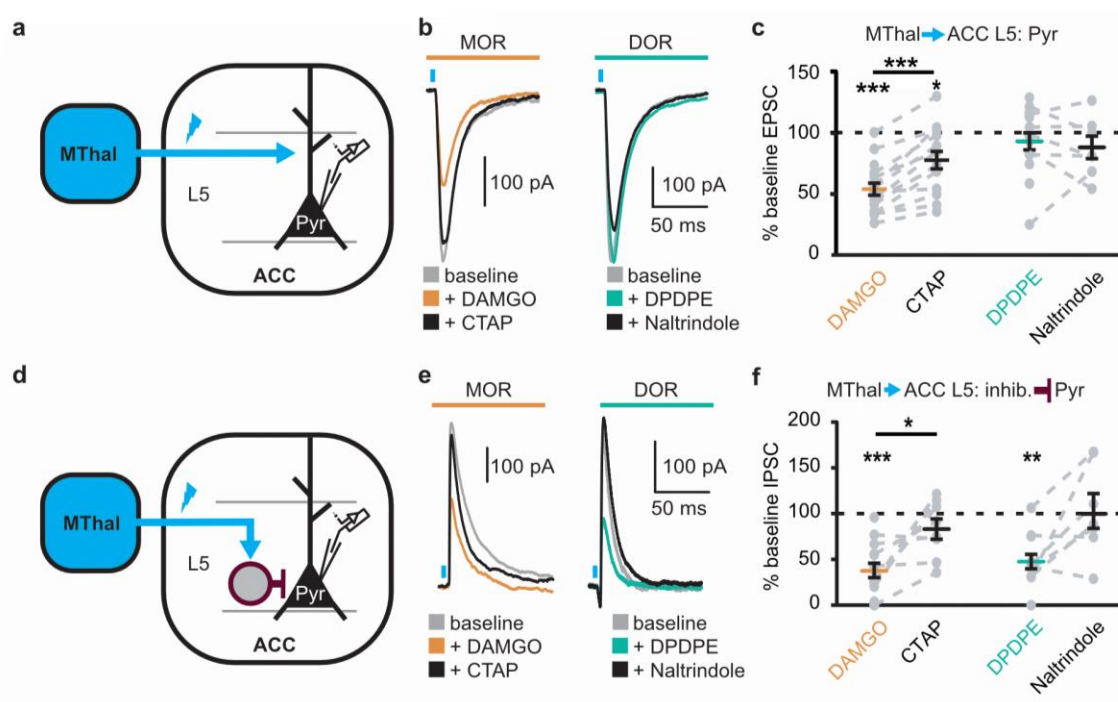 a
MThal
L5
Pyr
ACC
b
MOR
DOR
100 pA
100 pA
50 ms
baseline
+ DAMGO
+ CTAP
baseline
+ DPDPE
+ Naltrindole
c
MThal ACC L5: Pyr
% baseline EPSC
150
100
50
0
***
***
*
DAMGO
CTAP
DPDPE
Naltrindole
d
MThal
L5
Pyr
ACC
e
MOR
DOR
100 pA
100 pA
50 ms
baseline
+ DAMGO
+ CTAP
baseline
+ DPDPE
+ Naltrindole
f
MThal ACC L5: inhib. Pyr
% baseline IPSC
200
150
100
50
0
*
***
**
DAMGO
CTAP
DPDPE
Naltrindole